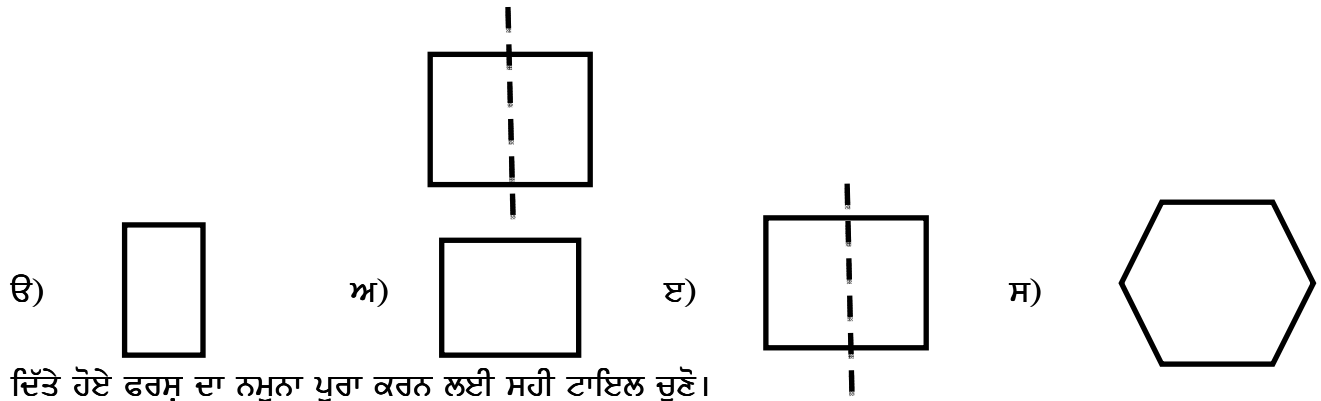 ੳ) ਅ) ੲ) ਸ)
ਦਿੱਤੇ ਹੋਏ ਫਰਸ਼ ਦਾ ਨਮੂਨਾ ਪੂਰਾ ਕਰਨ ਲਈ ਸਹੀ ਟਾਇਲ ਚੁਣੋ।